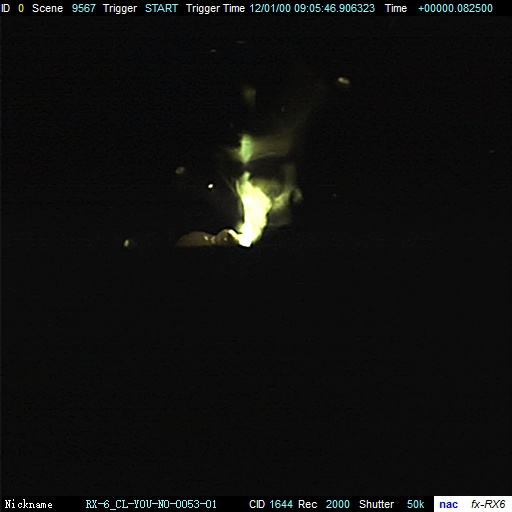 ID 0 Scene 9567 Trigger START Trigger Time 12/01/00 09:05:46.906323 Time +00000.082500
Nickname RX-6_CL-YOU-NO-0053-01 CID 1644 Rec 2000 Shutter 50k nac fx-RX6